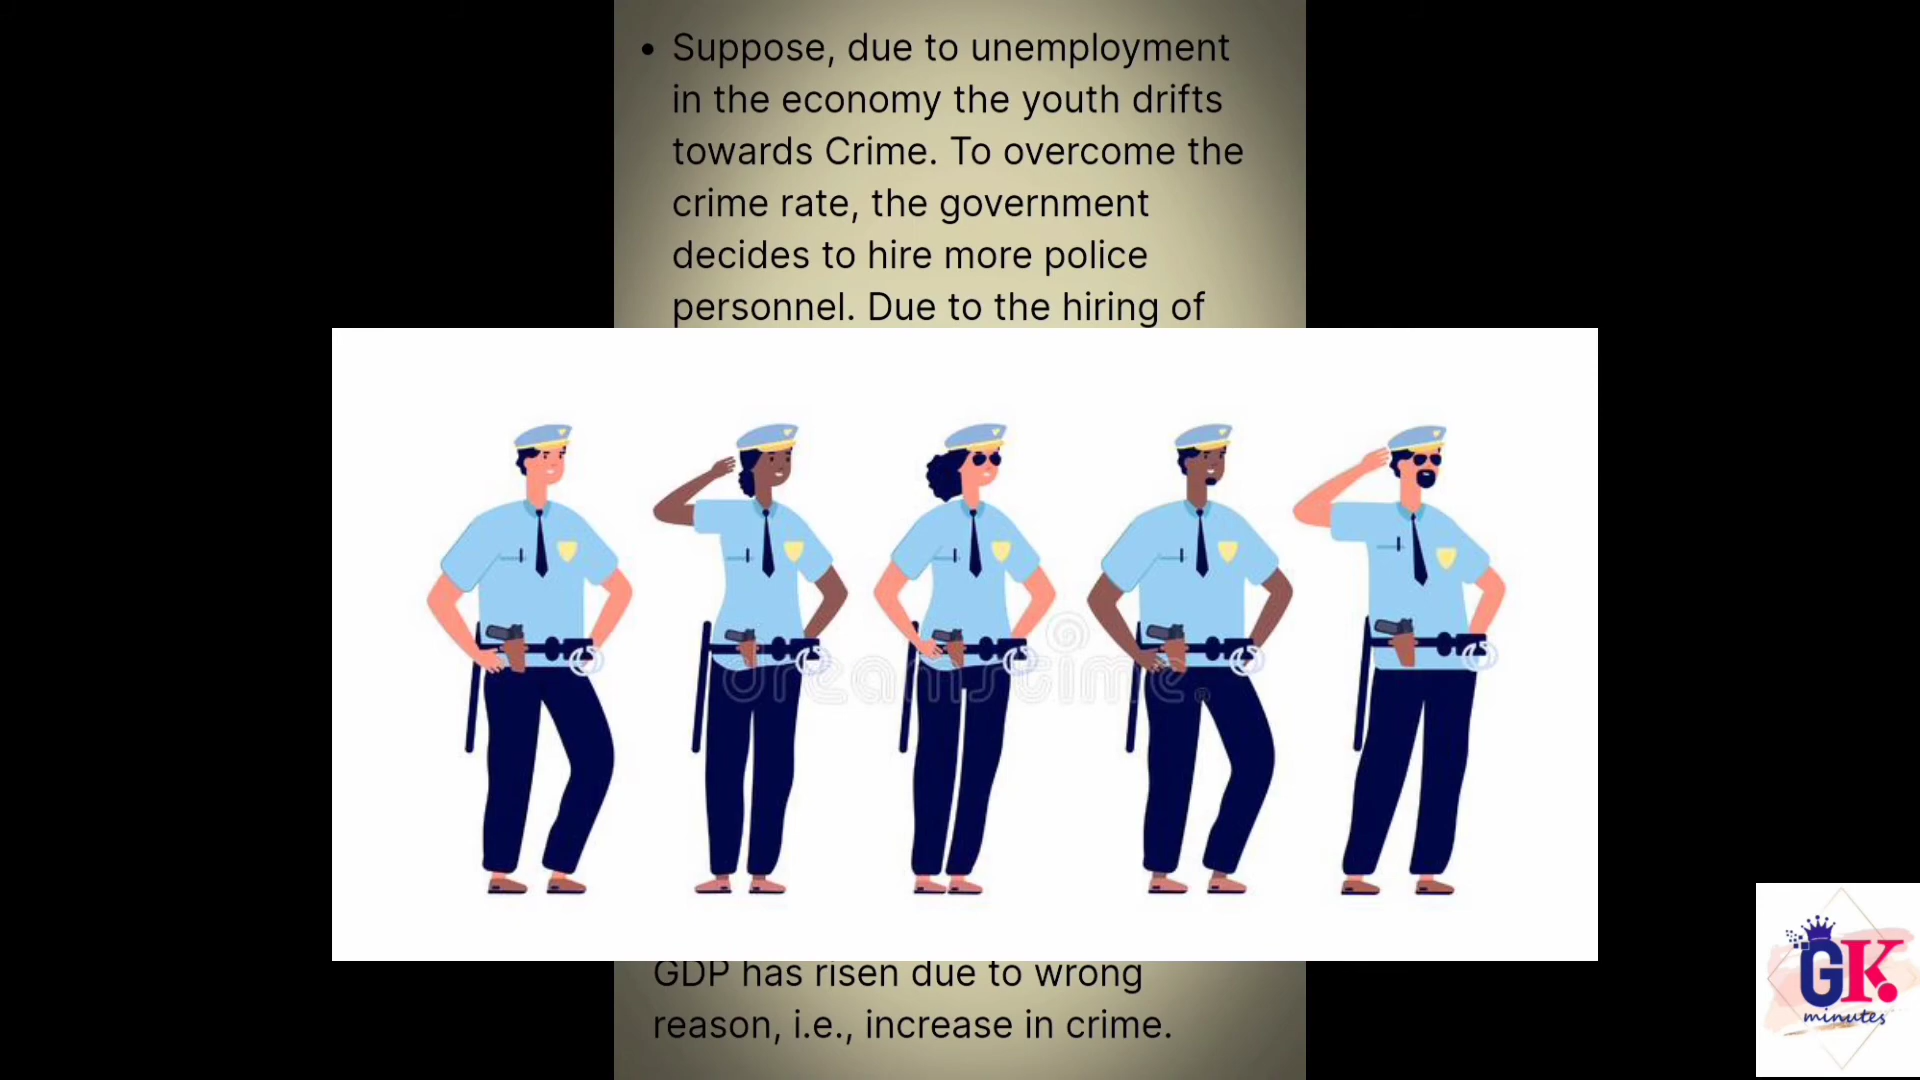 • Suppose, due to unemployment
in the economy the youth drifts
towards Crime. To overcome the
crime rate, the government
decides to hire more police
personnel. Due to the hiring of
dreamstime
GDP has risen due to wrong
reason, i.e., increase in crime.
GK
minutes